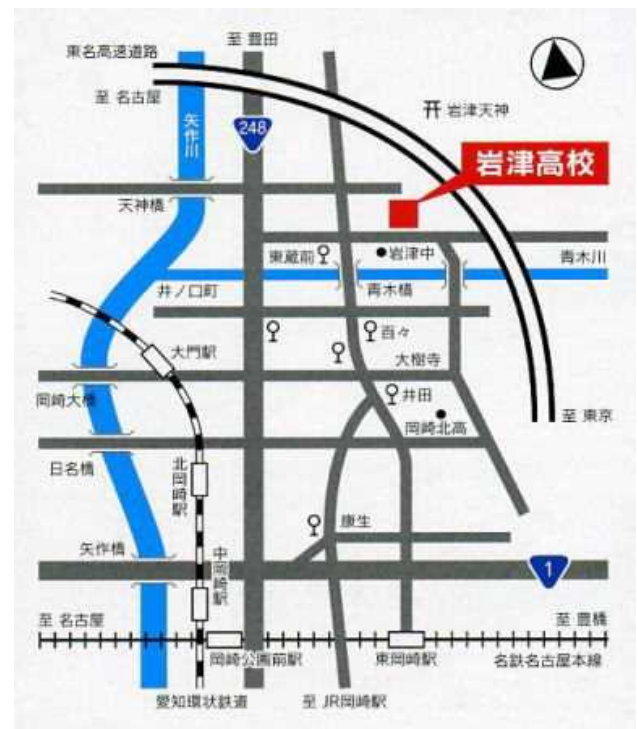 至 豊田
東名高速道路
至 名古屋
矢作川
248
岩津天神
岩津高校
天神橋
東蔵前
岩津中
青木川
井ノ口町
青木橋
百々
大門駅
大樹寺
岡崎大橋
井田
岡崎北高
至 東京
日名橋
北岡崎駅
康生
矢作橋
中岡崎駅
1
至 名古屋
至 豊橋
岡崎公園前駅
東岡崎駅
名鉄名古屋本線
愛知環状鉄道
至 JR岡崎駅